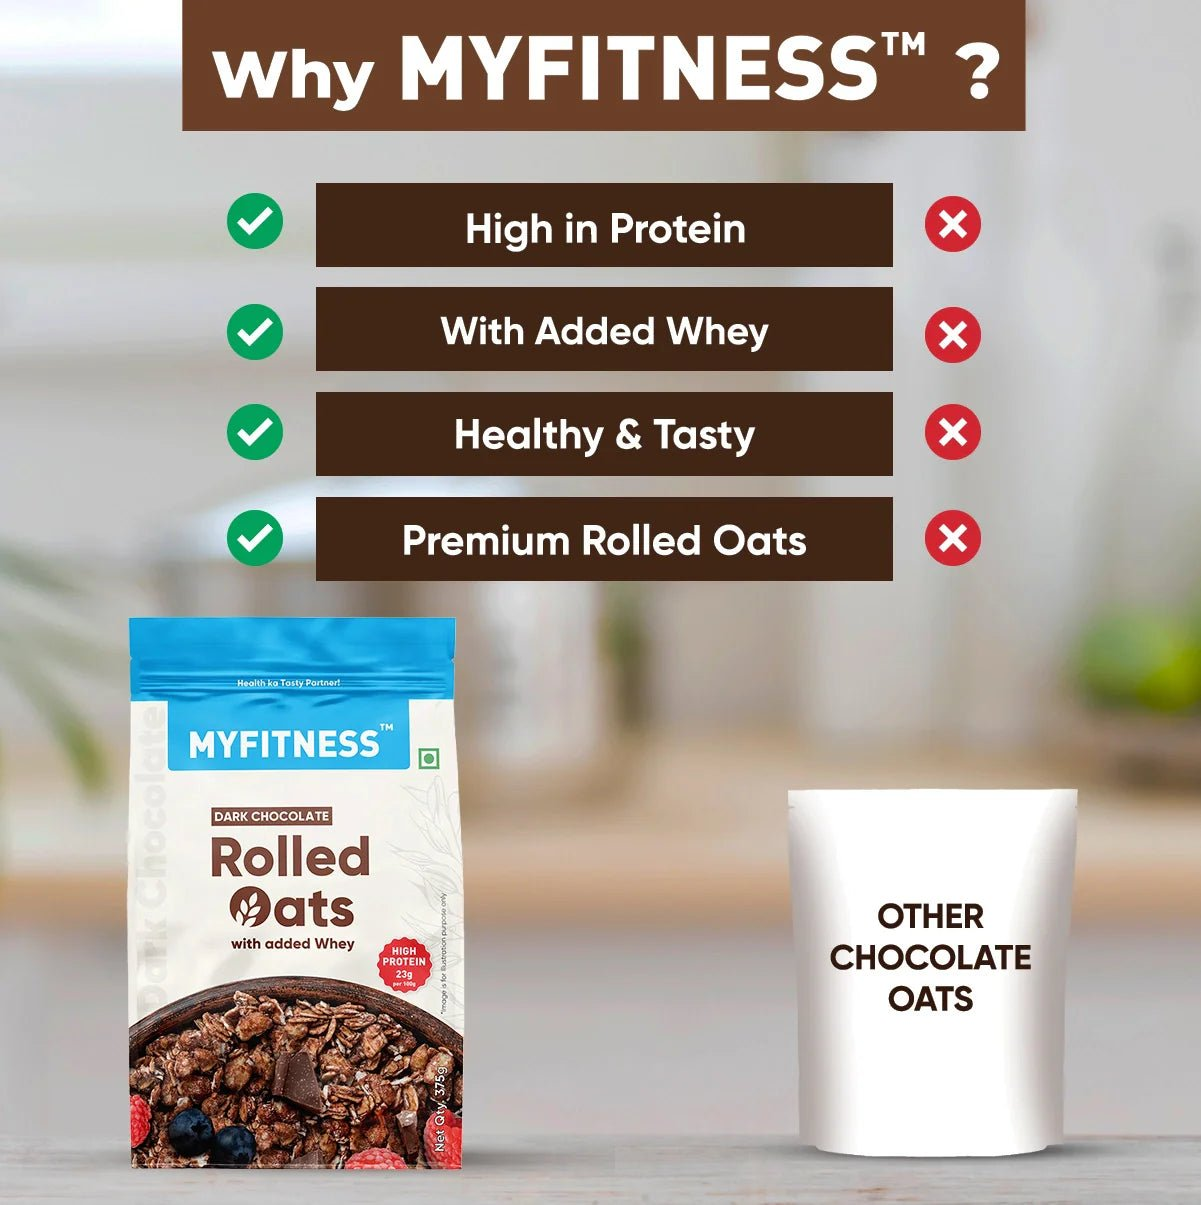 Why MYFITNESS™ ?
High in Protein
With Added Whey
Healthy & Tasty
Premium Rolled Oats
Health ka Tasty Partner!
MYFITNESS™
Dark Chocolate
DARK CHOCOLATE
Rolled
Oats
with added Whey
HIGH
PROTEIN
23g
per 100g
*Image is for illustration purpose only
Net Qty. 375g
OTHER
CHOCOLATE
OATS